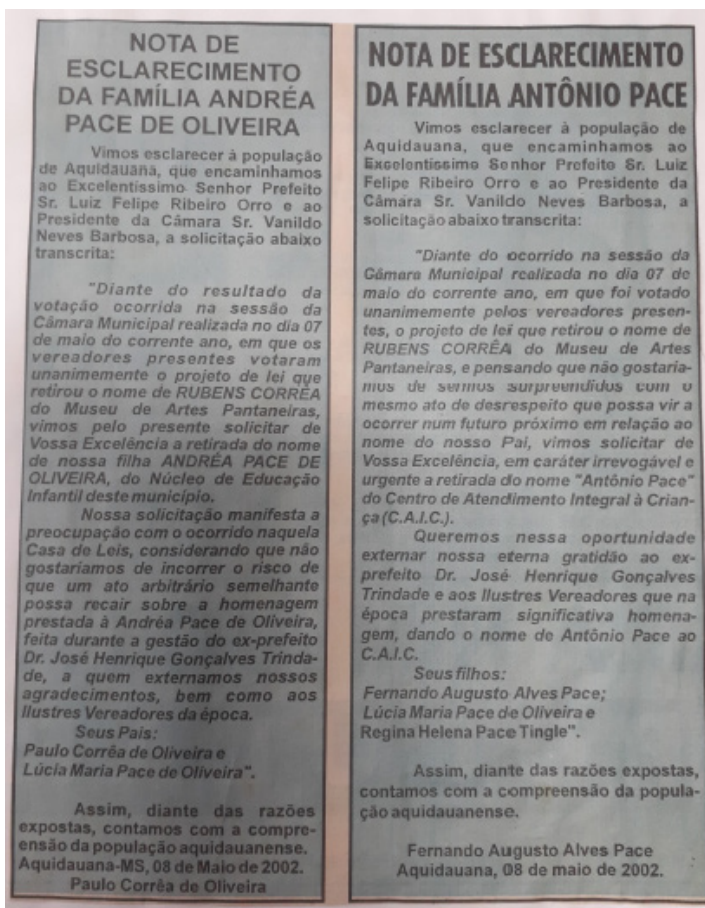 NOTA DE
ESCLARECIMENTO
DA FAMÍLIA ANDRÉA
PACE DE OLIVEIRA
Vimos esclarecer à população
de Aquidauana, que encaminhamos
ao Excelentíssimo Senhor Prefeito
Sr. Luiz Felipe Ribeiro Orro e ao
Presidente da Câmara Sr. Vanildo
Neves Barbosa, a solicitação abaixo
transcrita:
"Diante do resultado da
votação ocorrida na sessão da
Câmara Municipal realizada no dia 07
de maio do corrente ano, em que os
vereadores presentes votaram
unanimemente o projeto de lei que
retirou o nome de RUBENS CORRÊA
do Museu de Artes Pantaneiras,
vimos pelo presente solicitar de
Vossa Excelência a retirada do nome
de nossa filha ANDRÉA PACE DE
OLIVEIRA, do Núcleo de Educação
Infantil deste município.
Nossa solicitação manifesta a
preocupação com o ocorrido naquela
Casa de Leis, considerando que não
gostaríamos de incorrer o risco de
que um ato arbitrário semelhante
possa recair sobre a homenagem
prestada à Andréa Pace de Oliveira,
feita durante a gestão do ex-prefeito
Dr. José Henrique Gonçalves Trinda-
de, a quem externamos nossos
agradecimentos, bem como aos
Ilustres Vereadores da época.
Seus Pais:
Paulo Corrêa de Oliveira e
Lúcia Maria Pace de Oliveira".
Assim, diante das razões
expostas, contamos com a compre-
ensão da população aquidauanense.
Aquidauana-MS, 08 de Maio de 2002.
Paulo Corrêa de Oliveira
NOTA DE ESCLARECIMENTO
DA FAMÍLIA ANTÔNIO PACE
Vimos esclarecer à população de
Aquidauana, que encaminhamos ao
Excelentíssimo Senhor Prefeito Sr. Luiz
Felipe Ribeiro Orro e ao Presidente da
Câmara Sr. Vanildo Neves Barbosa, a
solicitação abaixo transcrita:
"Diante do ocorrido na sessão da
Câmara Municipal realizada no dia 07 de
maio do corrente ano, em que foi votado
unanimemente pelos vereadores presen-
tes, o projeto de lei que retirou o nome de
RUBENS CORRÊA do Museu de Artes
Pantaneiras, e pensando que não gostaria-
mos de sermos surpreendidos com o
mesmo ato de desrespeito que possa vir a
ocorrer num futuro próximo em relação ao
nome do nosso Pai, vimos solicitar de
Vossa Excelência, em caráter irrevogável e
urgente a retirada do nome "Antônio Pace"
do Centro de Atendimento Integral à Crian-
ça (C.A.I.C.).
Queremos nessa oportunidade
externar nossa eterna gratidão ao ex-
prefeito Dr. José Henrique Gonçalves
Trindade e aos Ilustres Vereadores que na
época prestaram significativa homena-
gem, dando o nome de Antônio Pace ao
C.A.I.C.
Seus filhos:
Fernando Augusto Alves Pace;
Lúcia Maria Pace de Oliveira e
Regina Helena Pace Tingle".
Assim, diante das razões expostas,
contamos com a compreensão da popula-
ção aquidauanense.
Fernando Augusto Alves Pace
Aquidauana, 08 de maio de 2002.